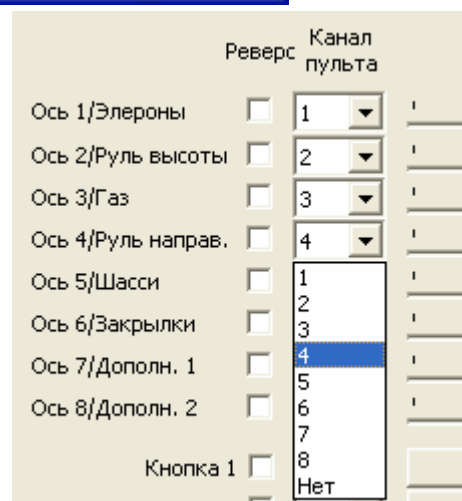 Реверс Канал пульта
Ось 1/Элероны 1
Ось 2/Руль высоты 2
Ось 3/Газ 3
Ось 4/Руль направ. 4
Ось 5/Шасси 1
2
Ось 6/Закрылки 3
4
Ось 7/Дополн. 1 5
Ось 8/Дополн. 2 6
7
Кнопка 1 8
Нет